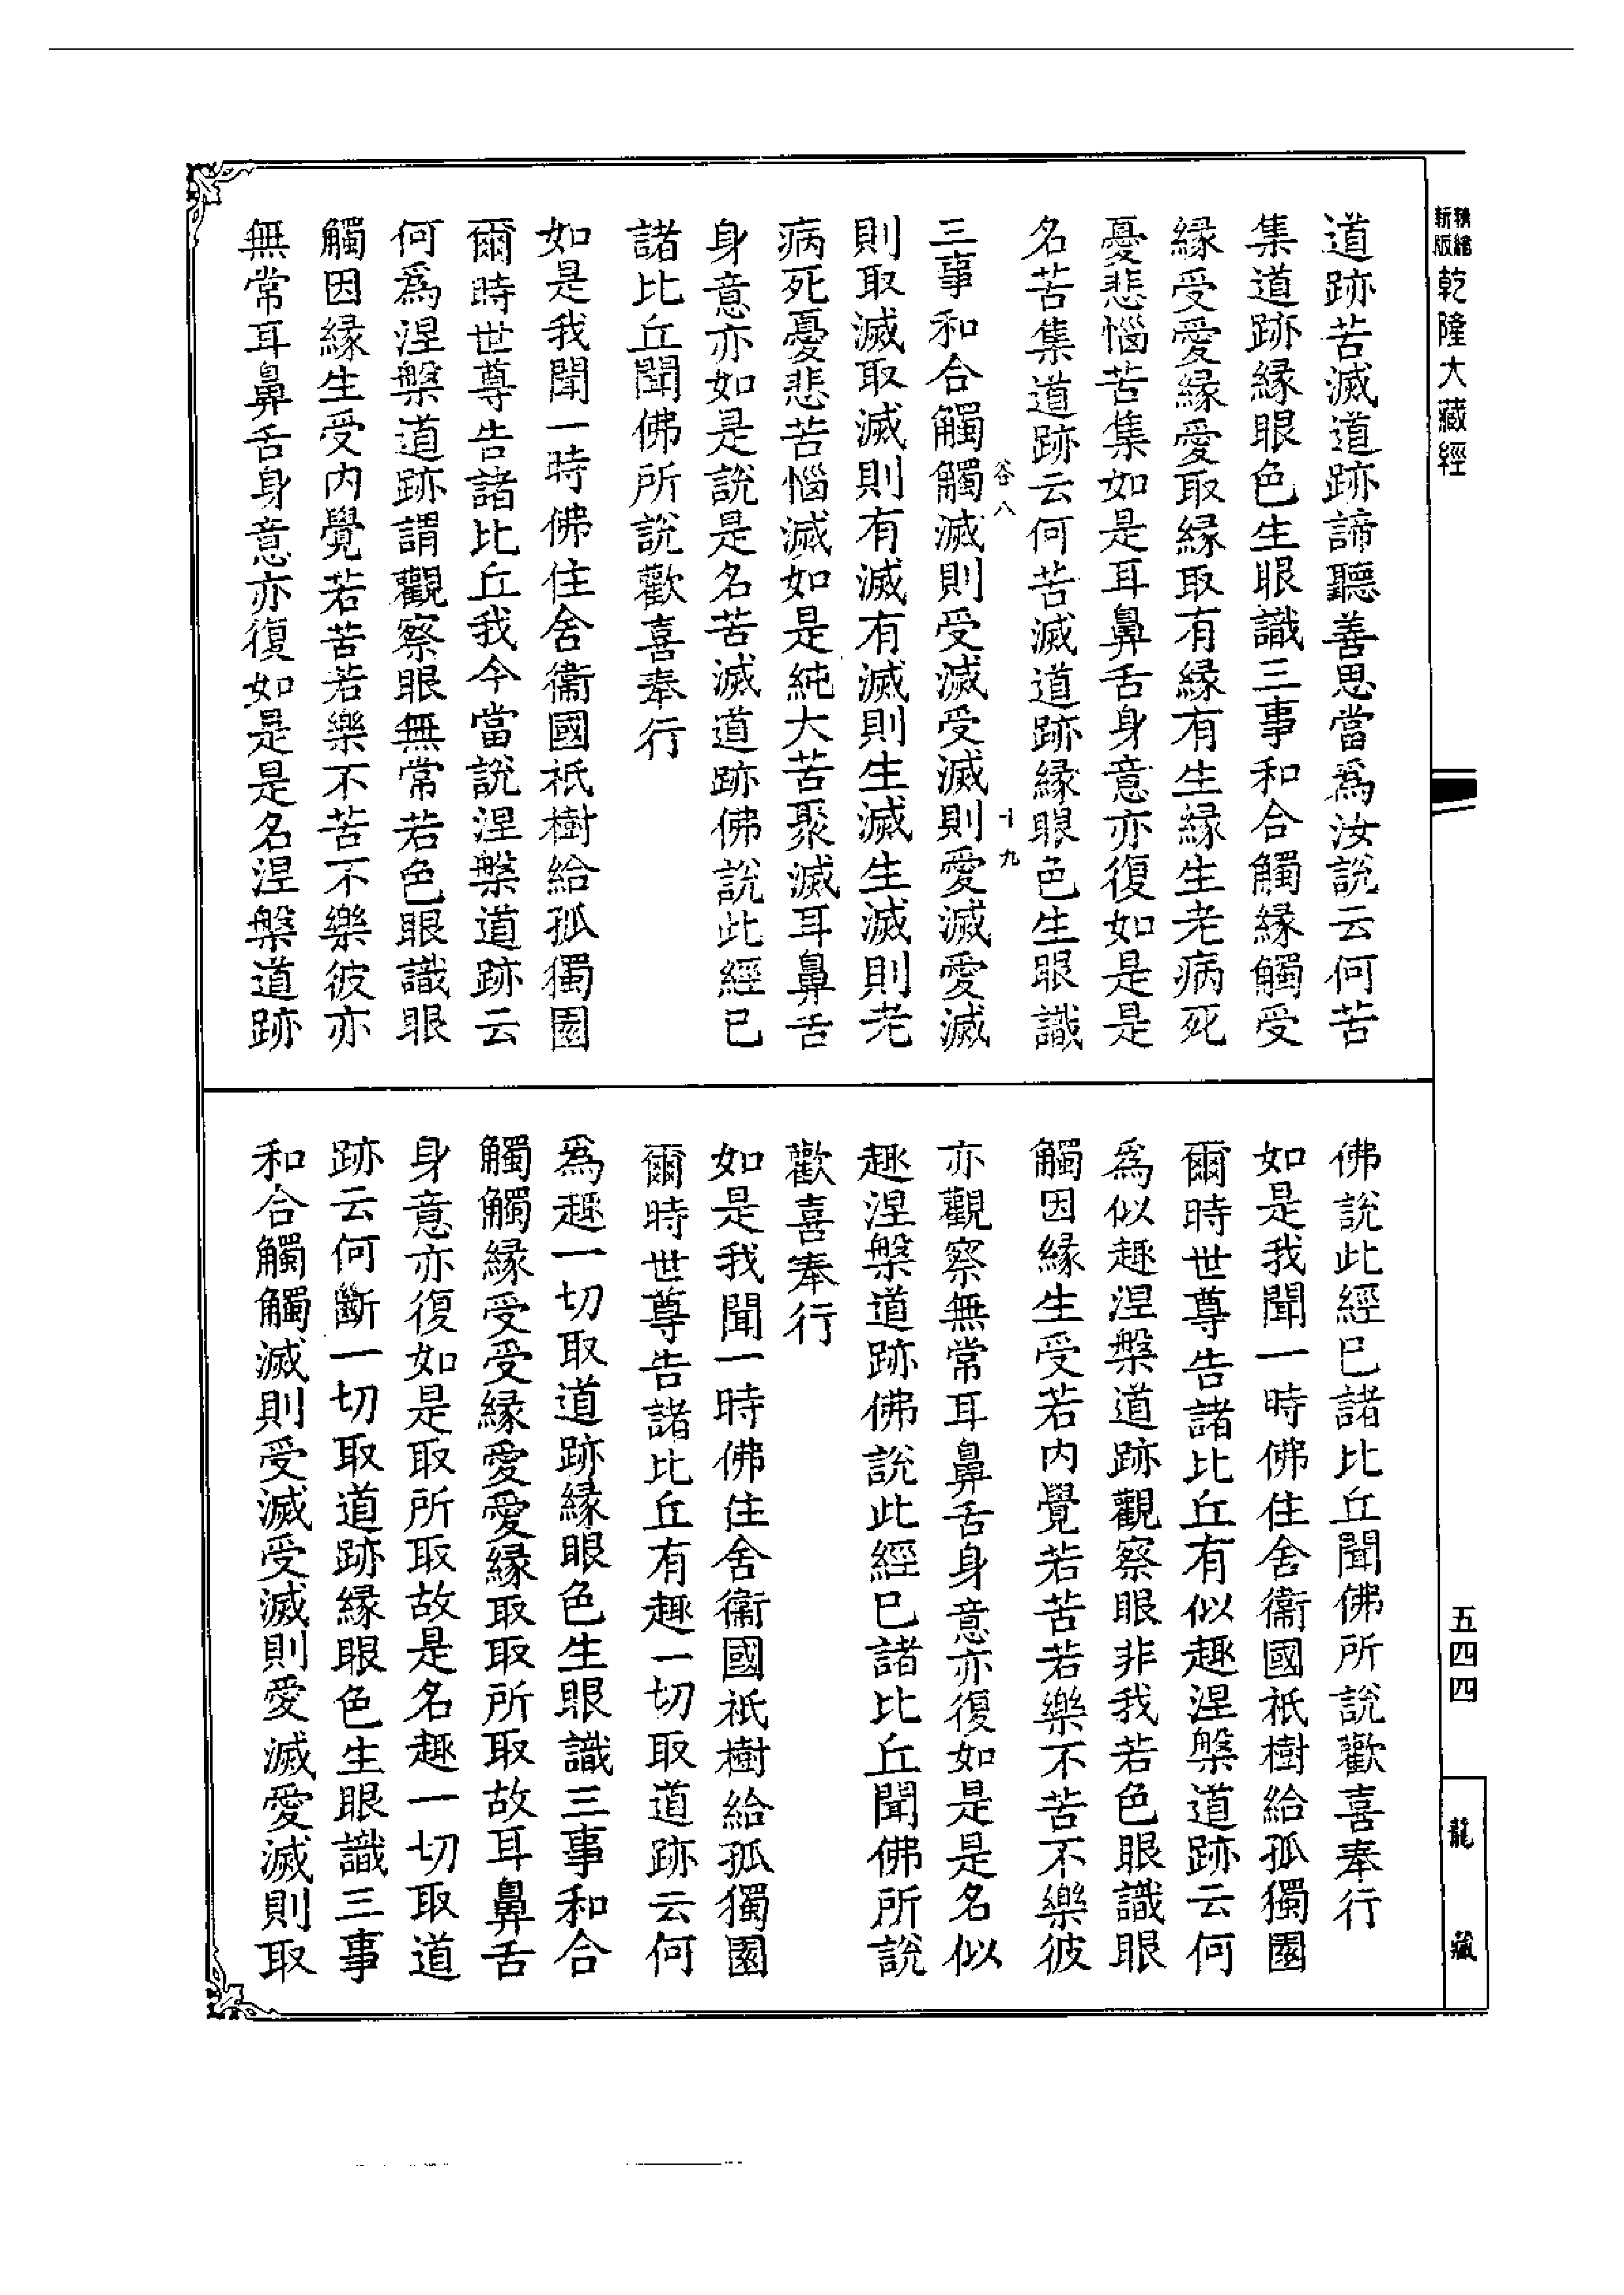 新版
精縮
乾隆大藏經
道跡苦滅道跡諦聽善思當為汝說云何苦
集道跡緣眼色生眼識三事和合觸緣觸受
緣受愛緣愛取緣取有緣有生緣生老病死
憂悲惱苦集如是耳鼻舌身意亦復如是是
名苦集道跡云何苦滅道跡緣眼色生眼識
谷八
十九
三事和合觸觸滅則受滅受滅則愛滅愛滅
則取滅取滅則有滅有滅則生滅生滅則老
病死憂悲苦惱滅如是純大苦聚滅耳鼻舌
身意亦如是說是名苦滅道跡佛說此經已
諸比丘聞佛所說歡喜奉行
如是我聞一時佛住舍衞國祇樹給孤獨園
爾時世尊告諸比丘我今當說涅槃道跡云
何為涅槃道跡謂觀察眼無常若色眼識眼
觸因緣生受內覺若苦若樂不苦不樂彼亦
無常耳鼻舌身意亦復如是是名涅槃道跡
佛說此經已諸比丘聞佛所說歡喜奉行
如是我聞一時佛住舍衞國祇樹給孤獨園
爾時世尊告諸比丘有似趣涅槃道跡云何
為似趣涅槃道跡觀察眼非我若色眼識眼
觸因緣生受若內覺若苦若樂不苦不樂彼
亦觀察無常耳鼻舌身意亦復如是是名似
趣涅槃道跡佛說此經已諸比丘聞佛所說
歡喜奉行
如是我聞一時佛住舍衞國祇樹給孤獨園
爾時世尊告諸比丘有趣一切取道跡云何
為趣一切取道跡緣眼色生眼識三事和合
觸觸緣受受緣愛愛緣取取所取故耳鼻舌
身意亦復如是取所取故是名趣一切取道
跡云何斷一切取道跡緣眼色生眼識三事
和合觸觸滅則受滅受滅則愛滅愛滅則取
五四四
龍藏